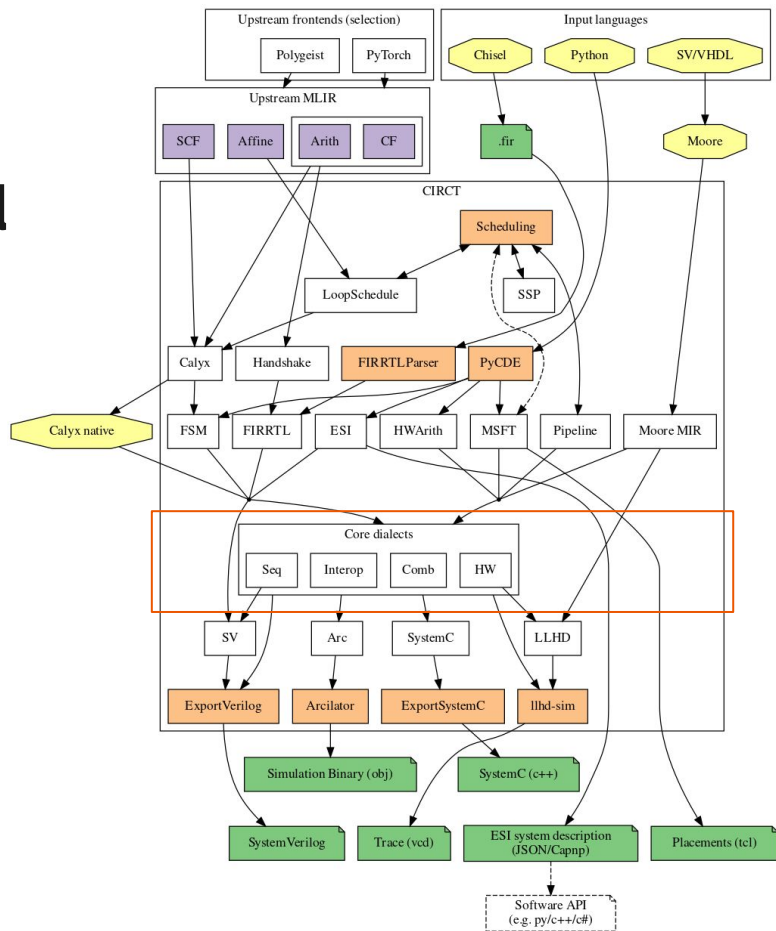 Upstream frontends (selection)
Polygeist
PyTorch
Input languages
Chisel
Python
SV/VHDL
Upstream MLIR
SCF
Affine
Arith
CF
.fir
Moore
CIRCT
Scheduling
LoopSchedule
SSP
Calyx
Handshake
FIRRTLParser
PyCDE
Calyx native
FSM
FIRRTL
ESI
HWArith
MSFT
Pipeline
Moore MIR
Core dialects
Seq
Interop
Comb
HW
SV
Arc
SystemC
LLHD
ExportVerilog
Arcilator
ExportSystemC
llhd-sim
Simulation Binary (obj)
SystemC (c++)
SystemVerilog
Trace (vcd)
ESI system description
(JSON/Capnp)
Placements (tcl)
Software API
(e.g. py/c++/c#)